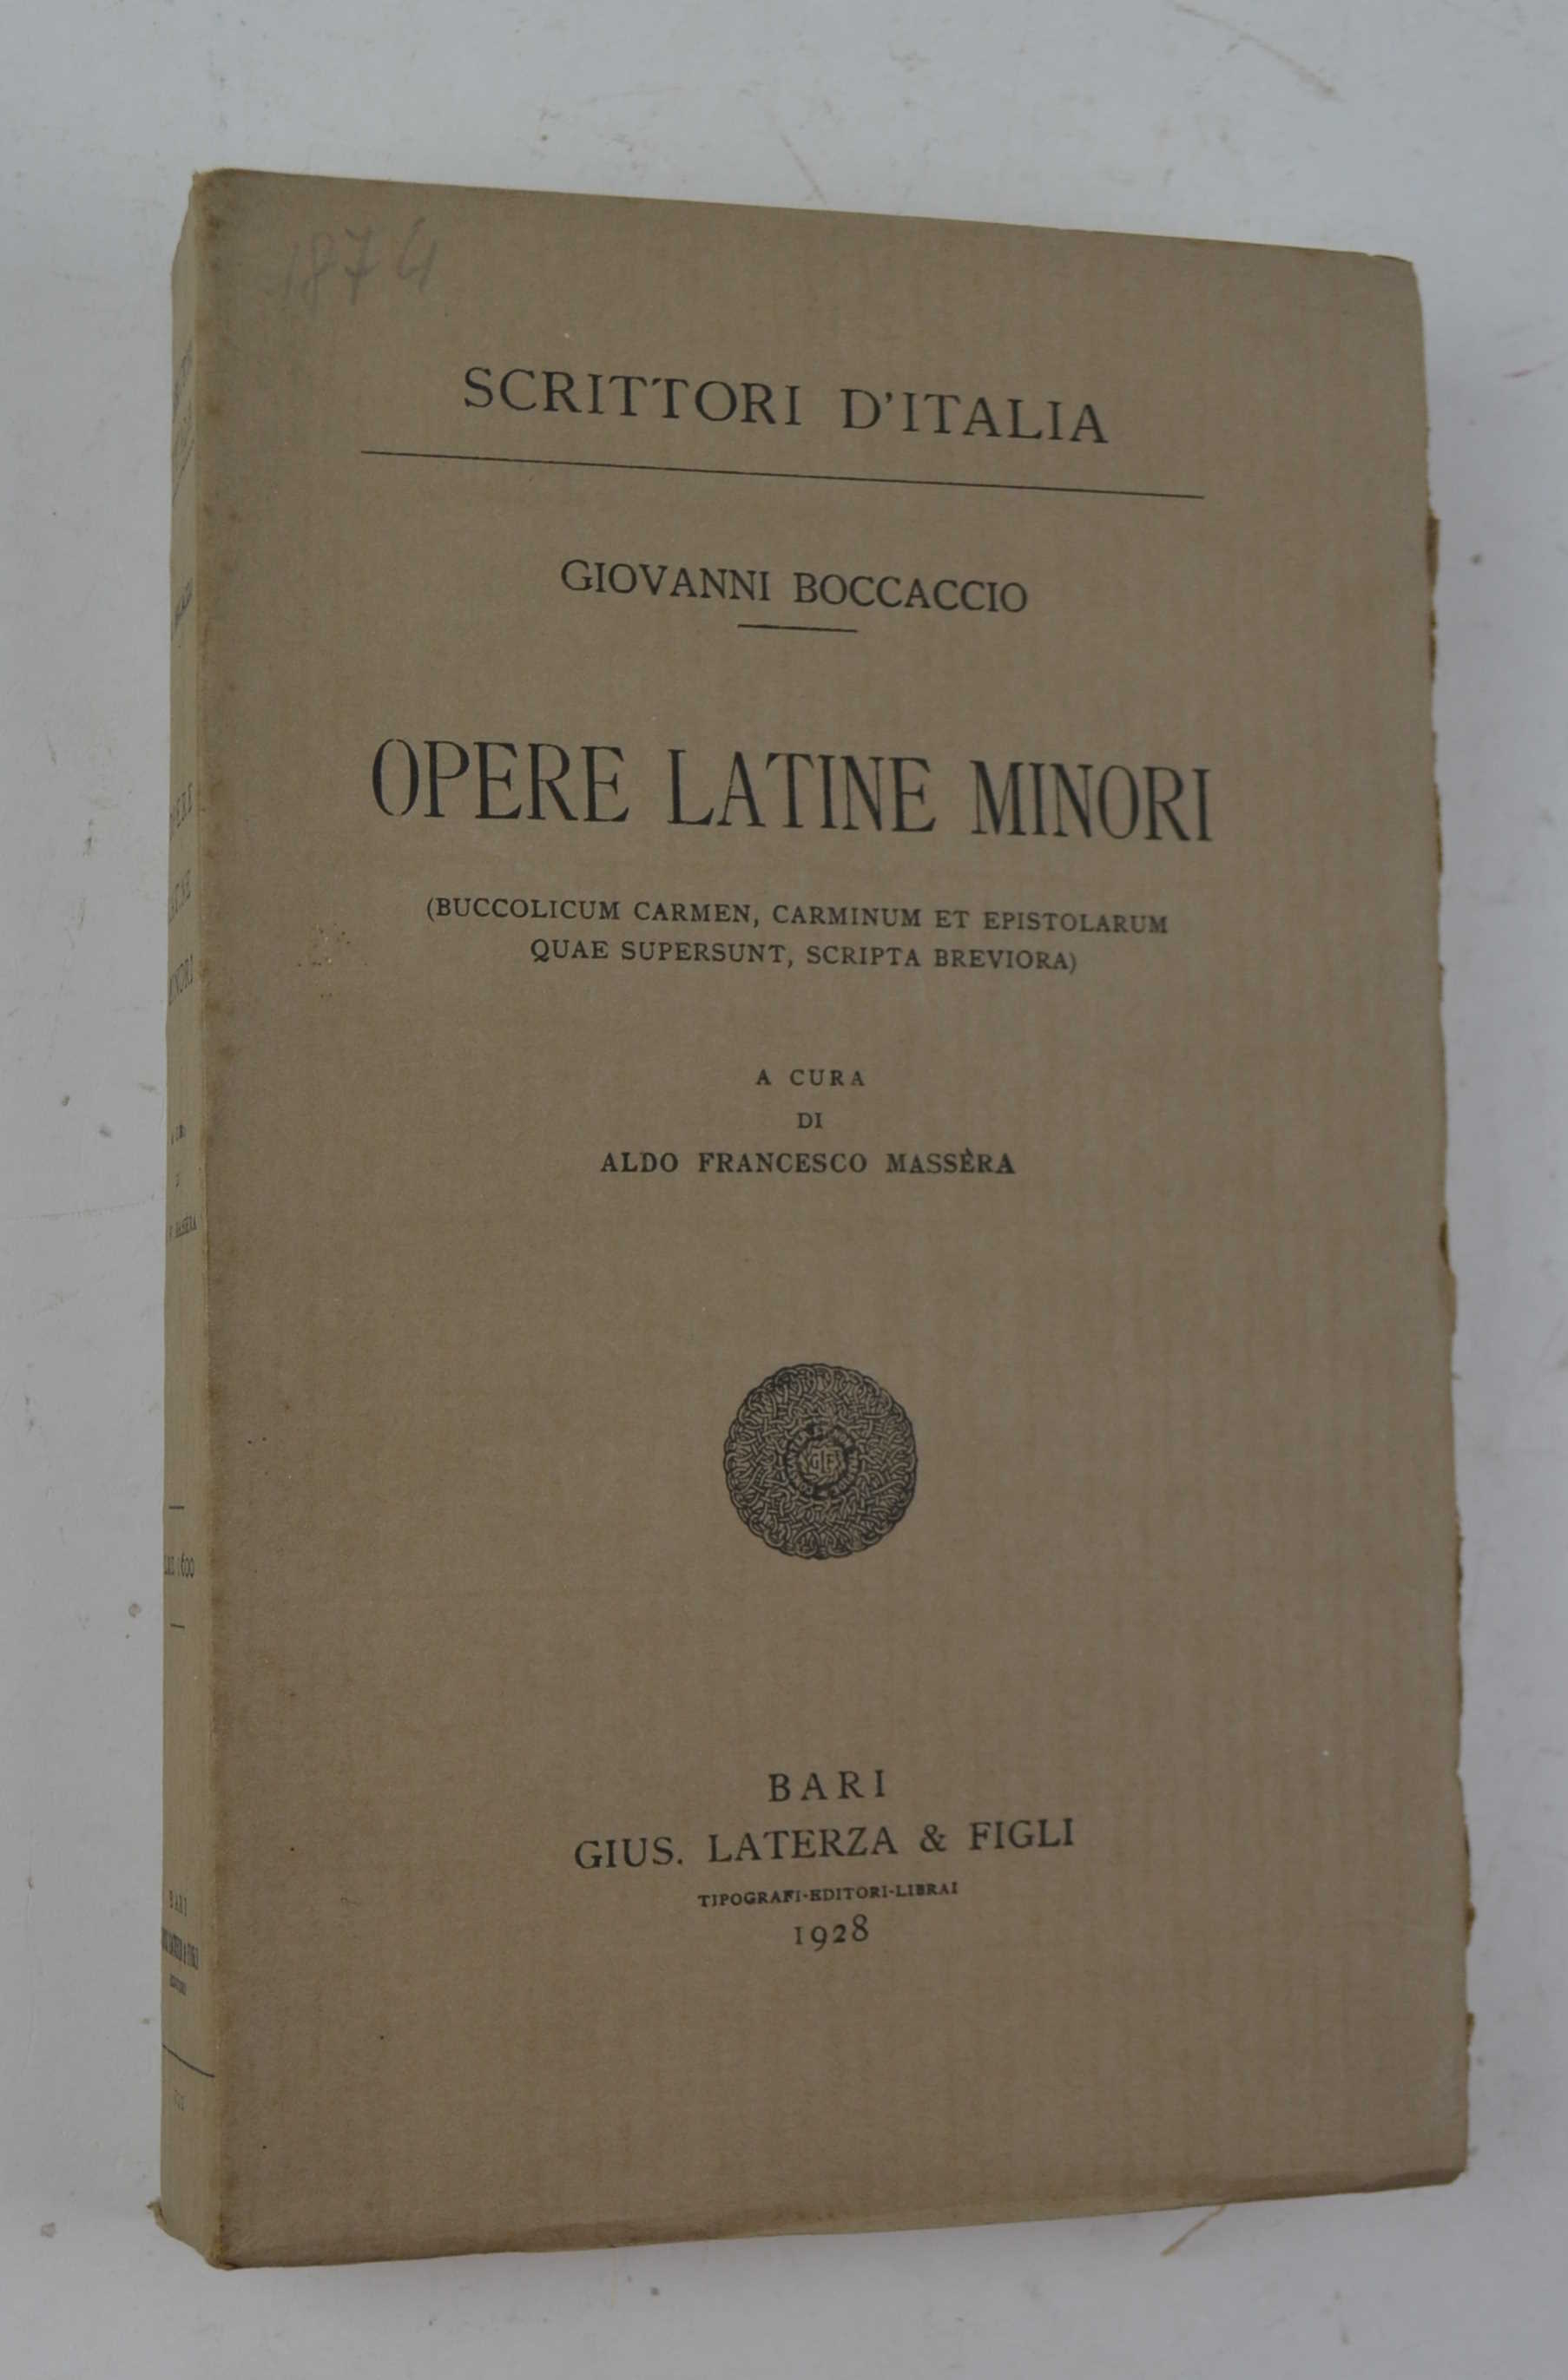 1874
SCRITTORI D'ITALIA
GIOVANNI BOCCACCIO
OPERE LATINE MINORI
(BUCCOLICUM CARMEN, CARMINUM ET EPISTOLARUM
QUAE SUPERSUNT, SCRIPTA BREVIORA)
A CURA
DI
ALDO FRANCESCO MASSÈRA
BARI
GIUS. LATERZA & FIGLI
TIPOGRAFI-EDITORI-LIBRAI
1928
BARI